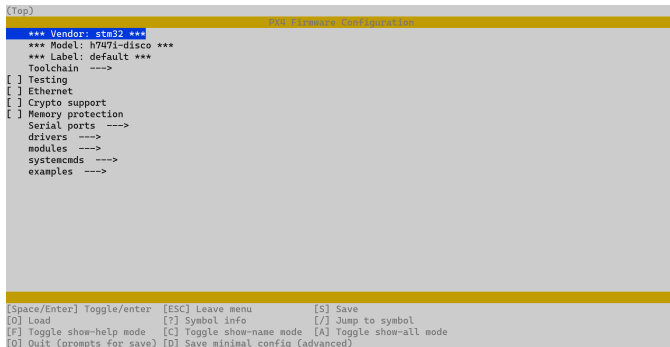 (Top)
PX4 Firmware Configuration
*** Vendor: stm32 ***
*** Model: h747i-disco ***
*** Label: default ***
Toolchain --->
[ ] Testing
[ ] Ethernet
[ ] Crypto support
[ ] Memory protection
Serial ports --->
drivers --->
modules --->
systemcmds --->
examples --->
[Space/Enter] Toggle/enter [ESC] Leave menu [S] Save
[O] Load [?] Symbol info [/] Jump to symbol
[F] Toggle show-help mode [C] Toggle show-name mode [A] Toggle show-all mode
[Q] Quit (prompts for save) [D] Save minimal config (advanced)